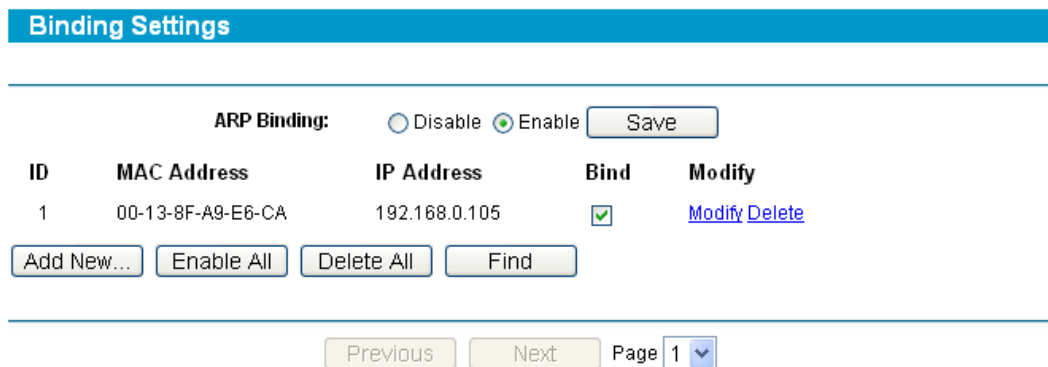 Binding Settings
ARP Binding: Disable Enable Save
ID MAC Address IP Address Bind Modify
1 00-13-8F-A9-E6-CA 192.168.0.105 Modify Delete
Add New... Enable All Delete All Find
Previous Next Page 1